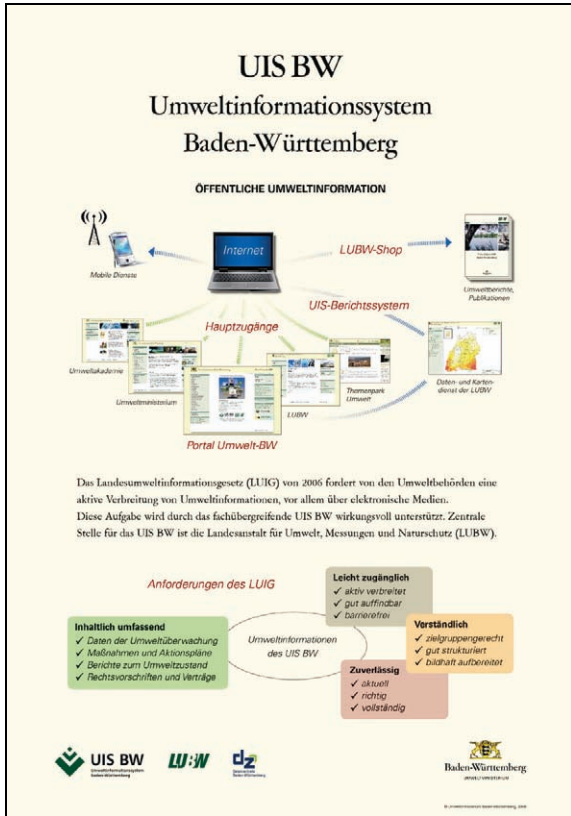 UIS BW
Umweltinformationssystem
Baden-Württemberg
ÖFFENTLICHE UMWELTINFORMATION
Internet
Mobile Dienste
LUBW-Shop
Umweltberichte,
Publikationen
UIS-Berichtssystem
Hauptzugänge
Umweltakademie
Umweltministerium
Portal Umwelt-BW
LUBW
Themenpark
Umwelt
Daten- und Karten-
dienst der LUBW
Das Landesumweltinformationsgesetz (LUIG) von 2006 fordert von den Umweltbehörden eine
aktive Verbreitung von Umweltinformationen, vor allem über elektronische Medien.
Diese Aufgabe wird durch das fachübergreifende UIS BW wirkungsvoll unterstützt. Zentrale
Stelle für das UIS BW ist die Landesanstalt für Umwelt, Messungen und Naturschutz (LUBW).
Anforderungen des LUIG
Leicht zugänglich
✓ aktiv verbreitet
✓ gut auffindbar
✓ barrierefrei
Inhaltlich umfassend
✓ Daten der Umweltüberwachung
✓ Maßnahmen und Aktionspläne
✓ Berichte zum Umweltzustand
✓ Rechtsvorschriften und Verträge
Umweltinformationen
des UIS BW
Verständlich
✓ zielgruppengerecht
✓ gut strukturiert
✓ bildhaft aufbereitet
Zuverlässig
✓ aktuell
✓ richtig
✓ vollständig
UIS BW
Umweltinformationssystem
Baden-Württemberg
LUBW
dz
Baden-Württemberg
UMWELTMINISTERIUM